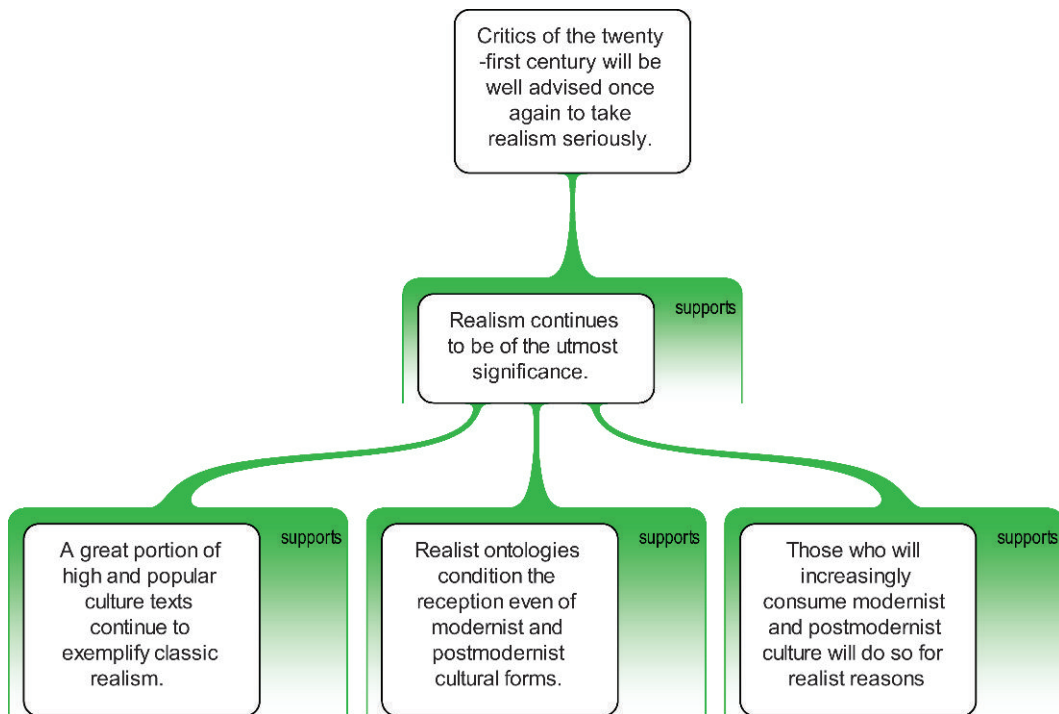 Critics of the twenty
-first century will be
well advised once
again to take
realism seriously.
supports
Realism continues
to be of the utmost
significance.
supports
A great portion of
high and popular
culture texts
continue to
exemplify classic
realism.
supports
Realist ontologies
condition the
reception even of
modernist and
postmodernist
cultural forms.
supports
Those who will
increasingly
consume modernist
and postmodernist
culture will do so for
realist reasons